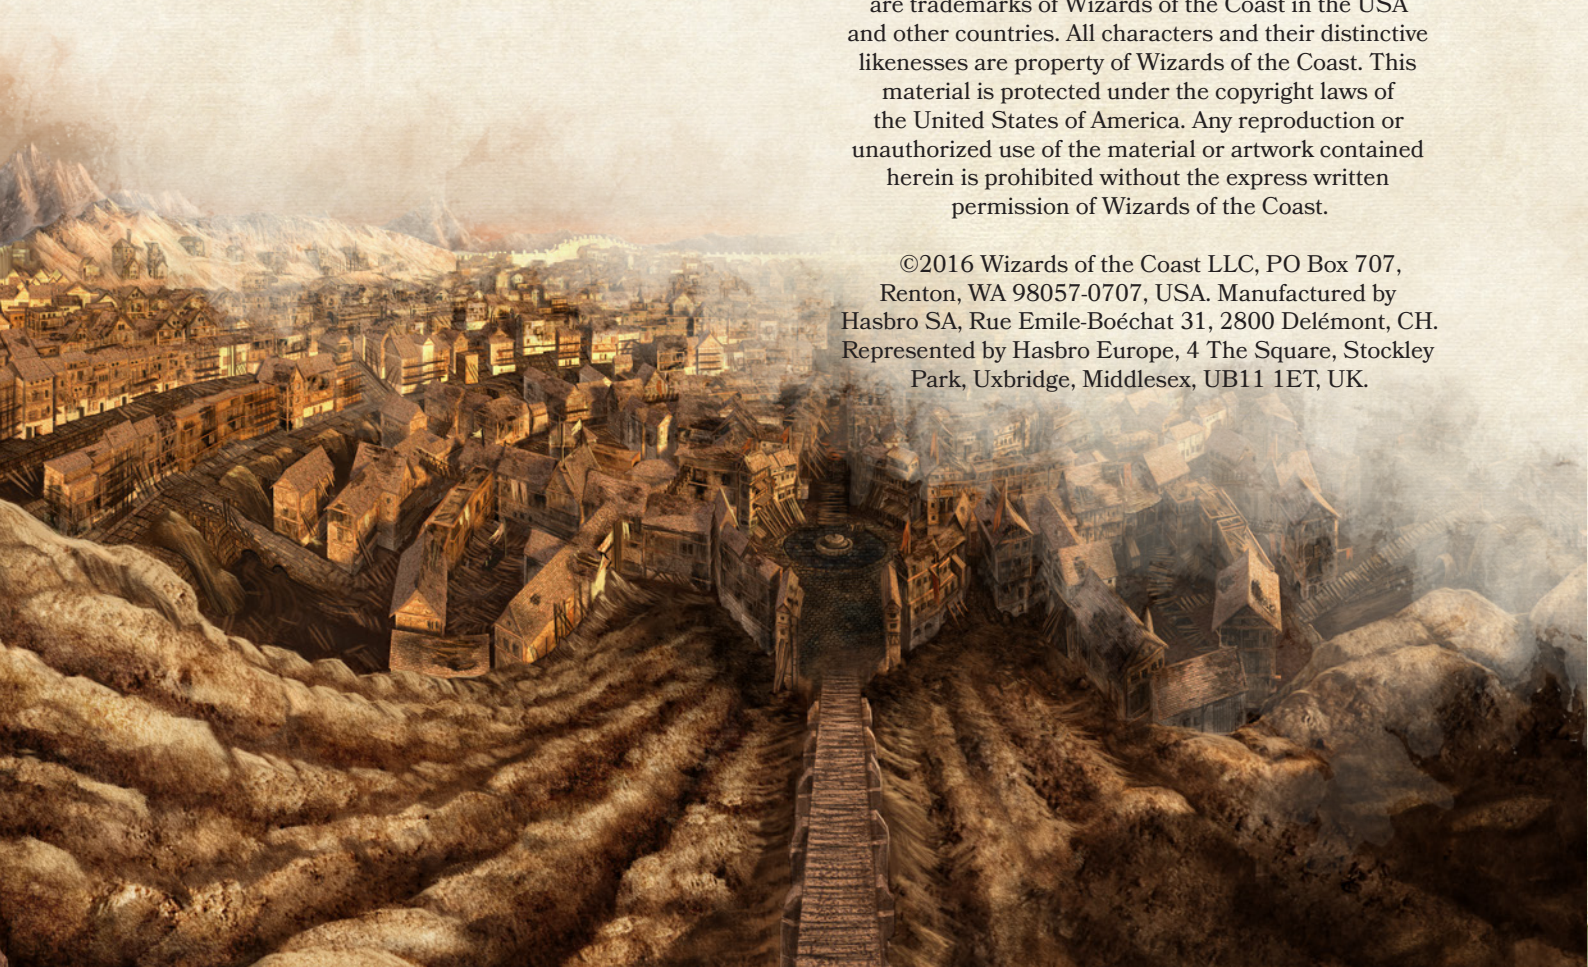 are trademarks of Wizards of the Coast in the USA
and other countries. All characters and their distinctive
likenesses are property of Wizards of the Coast. This
material is protected under the copyright laws of
the United States of America. Any reproduction or
unauthorized use of the material or artwork contained
herein is prohibited without the express written
permission of Wizards of the Coast.
©2016 Wizards of the Coast LLC, PO Box 707,
Renton, WA 98057-0707, USA. Manufactured by
Hasbro SA, Rue Emile-Boéchat 31, 2800 Delémont, CH.
Represented by Hasbro Europe, 4 The Square, Stockley
Park, Uxbridge, Middlesex, UB11 1ET, UK.